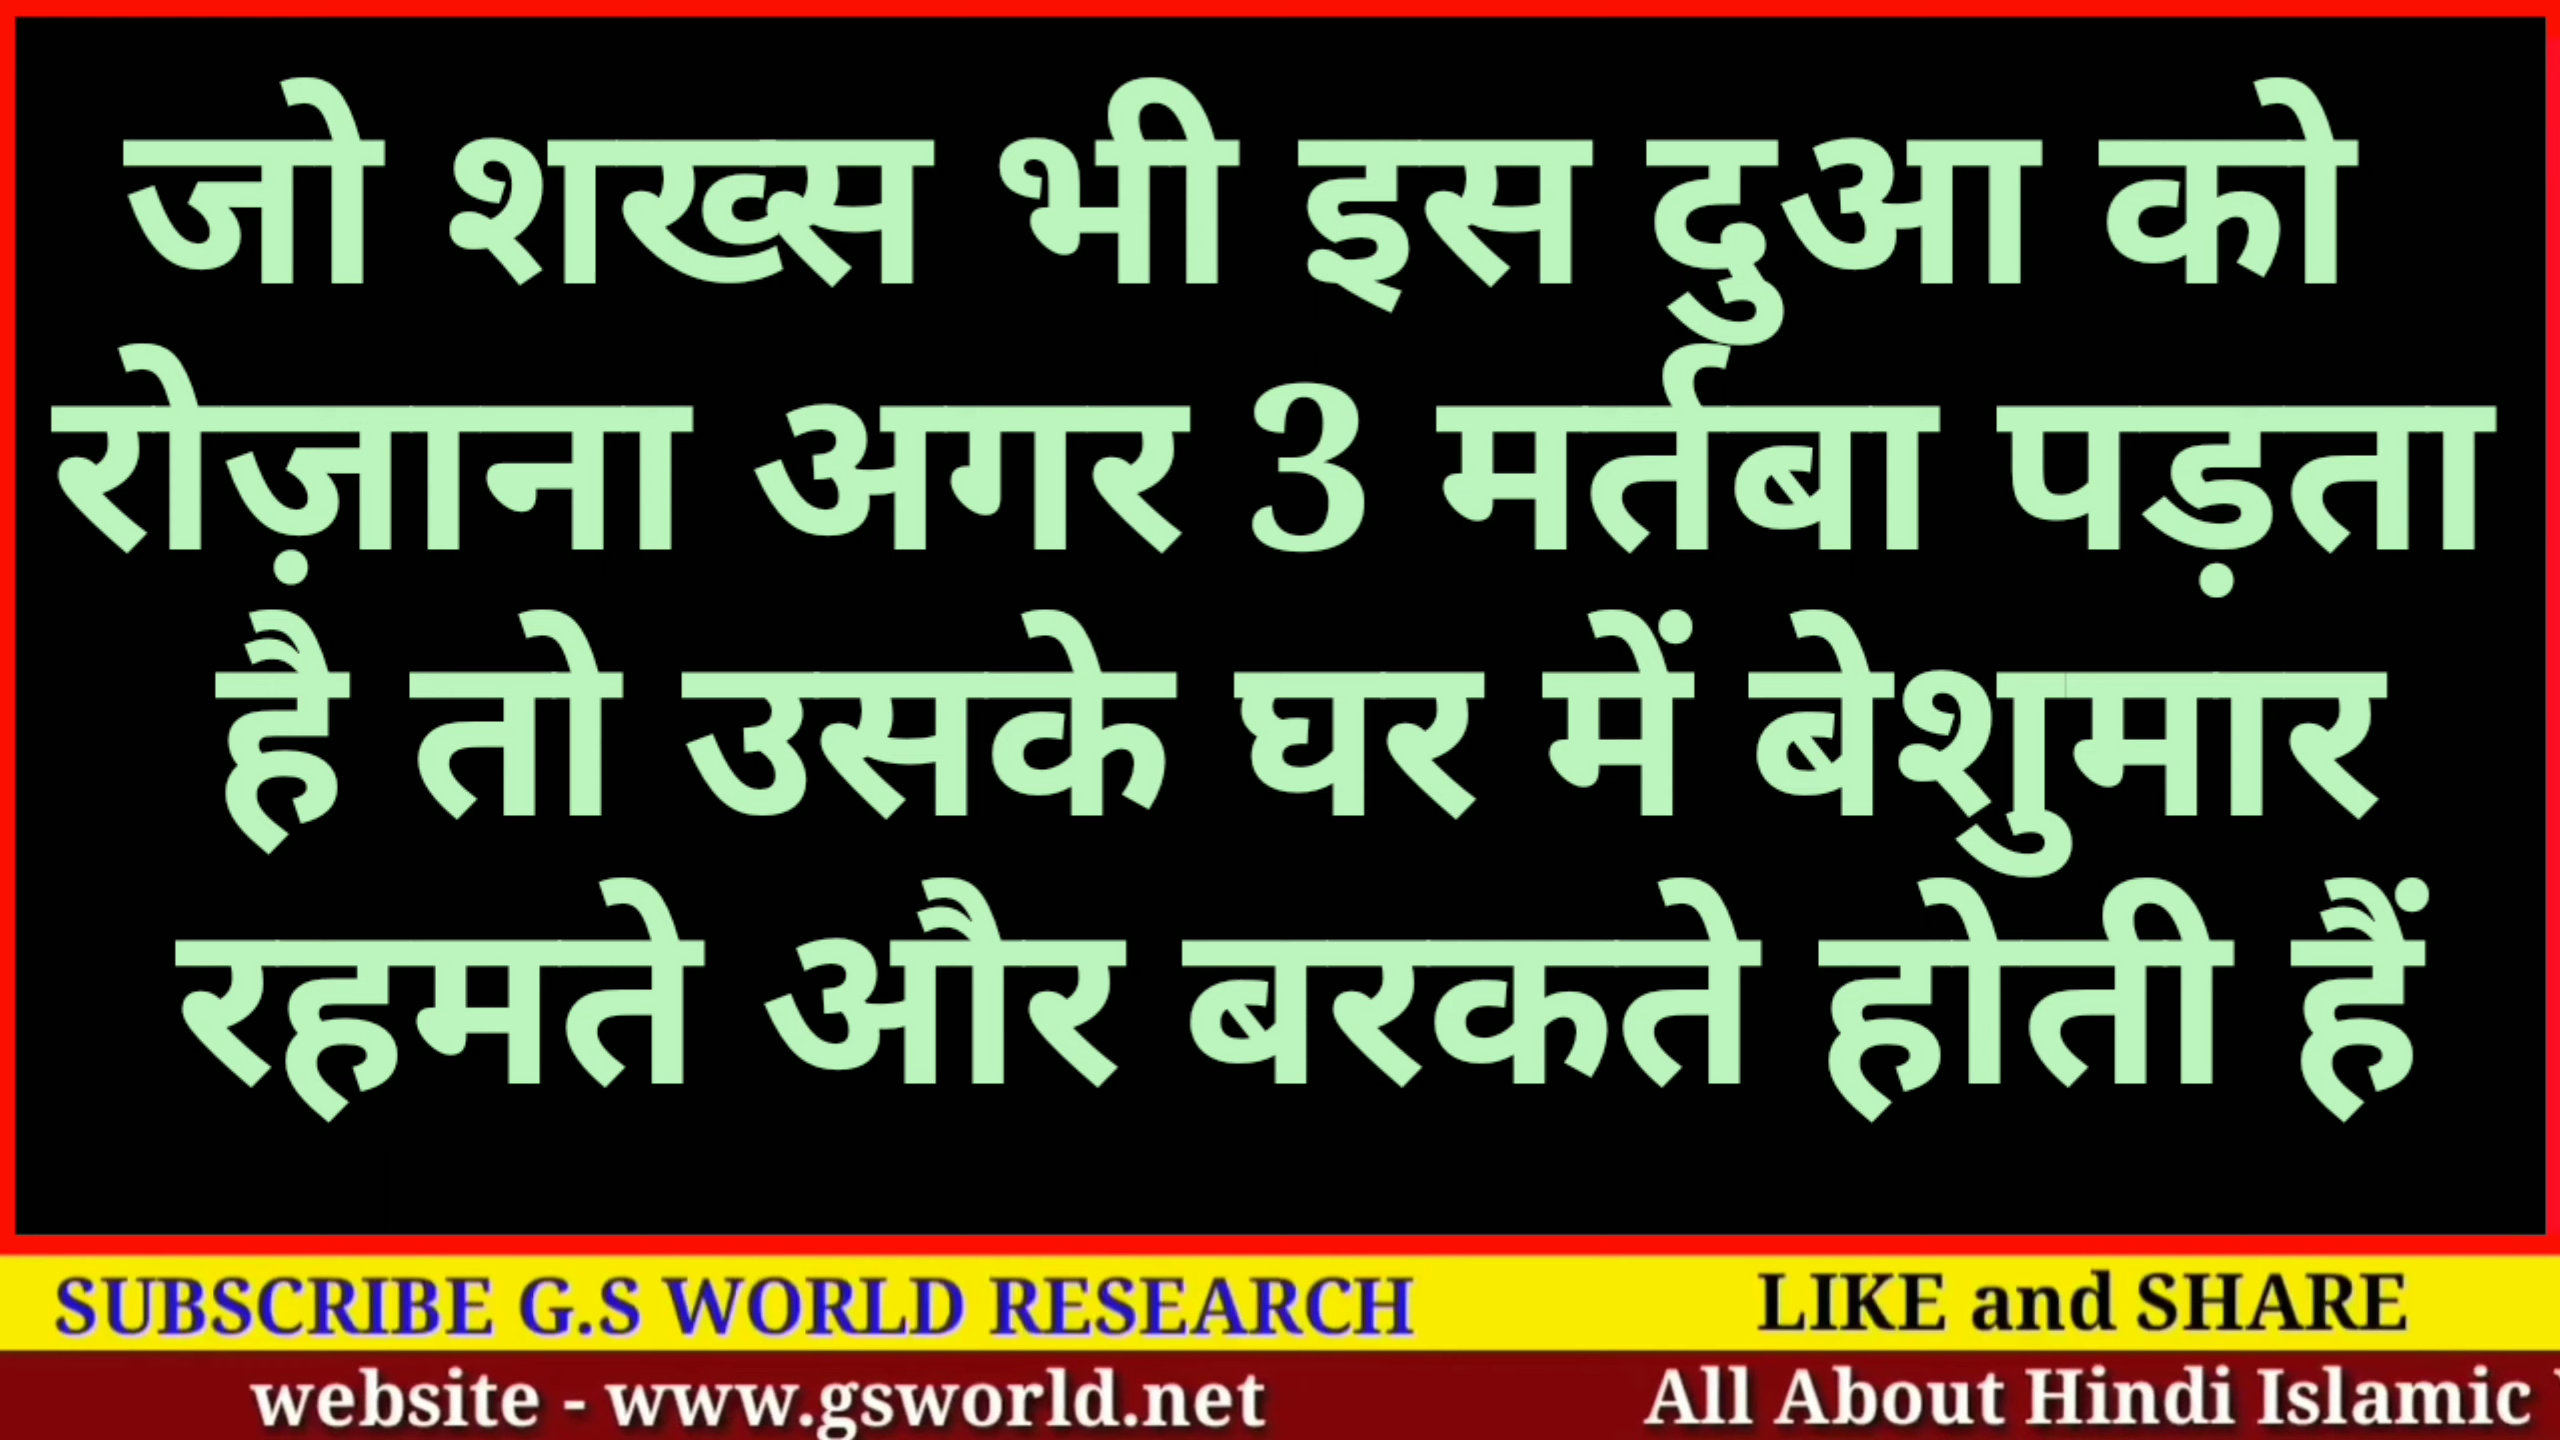 जो शख्स भी इस दुआ को
रोज़ाना अगर 3 मर्तबा पड़ता
है तो उसके घर में बेशुमार
रहमते और बरकते होती हैं
SUBSCRIBE G.S WORLD RESEARCH LIKE and SHARE
website - www.gsworld.net All About Hindi Islamic